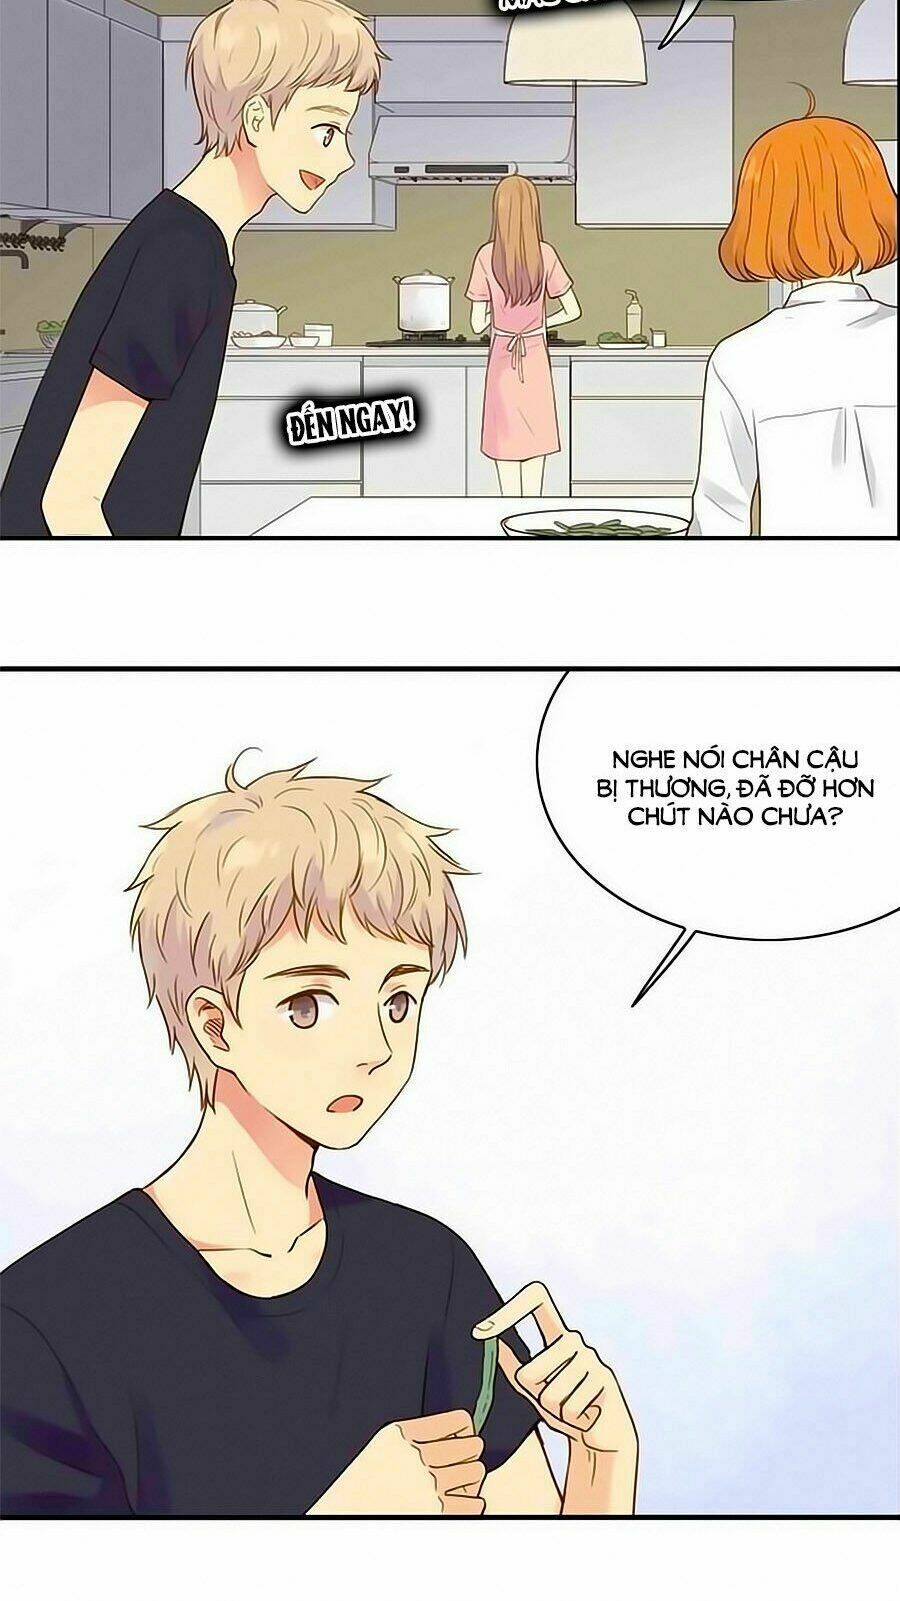 ĐẾN NGAY!
NGHE NÓI CHÂN CẬU
BỊ THƯƠNG, ĐÃ ĐỠ HƠN
CHÚT NÀO CHƯA?